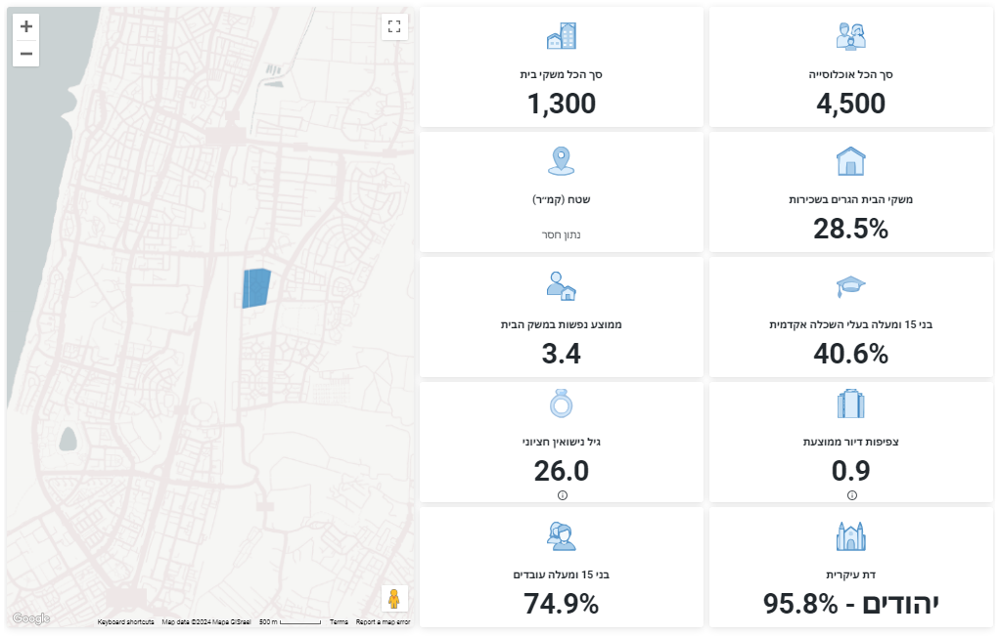 סך הכל אוכלוסייה
4,500
סך הכל משקי בית
1,300
משקי הבית הגרים בשכירות
28.5%
שטח (קמ״ר)
נתון חסר
בני 15 ומעלה בעלי השכלה אקדמית
40.6%
ממוצע נפשות במשק הבית
3.4
צפיפות דיור ממוצעת
0.9
גיל נישואין חציוני
26.0
דת עיקרית
יהודים - 95.8%
בני 15 ומעלה עובדים
74.9%
Google
Keyboard shortcuts Map data ©2024 Mapa GISrael 500 m Terms Report a map error